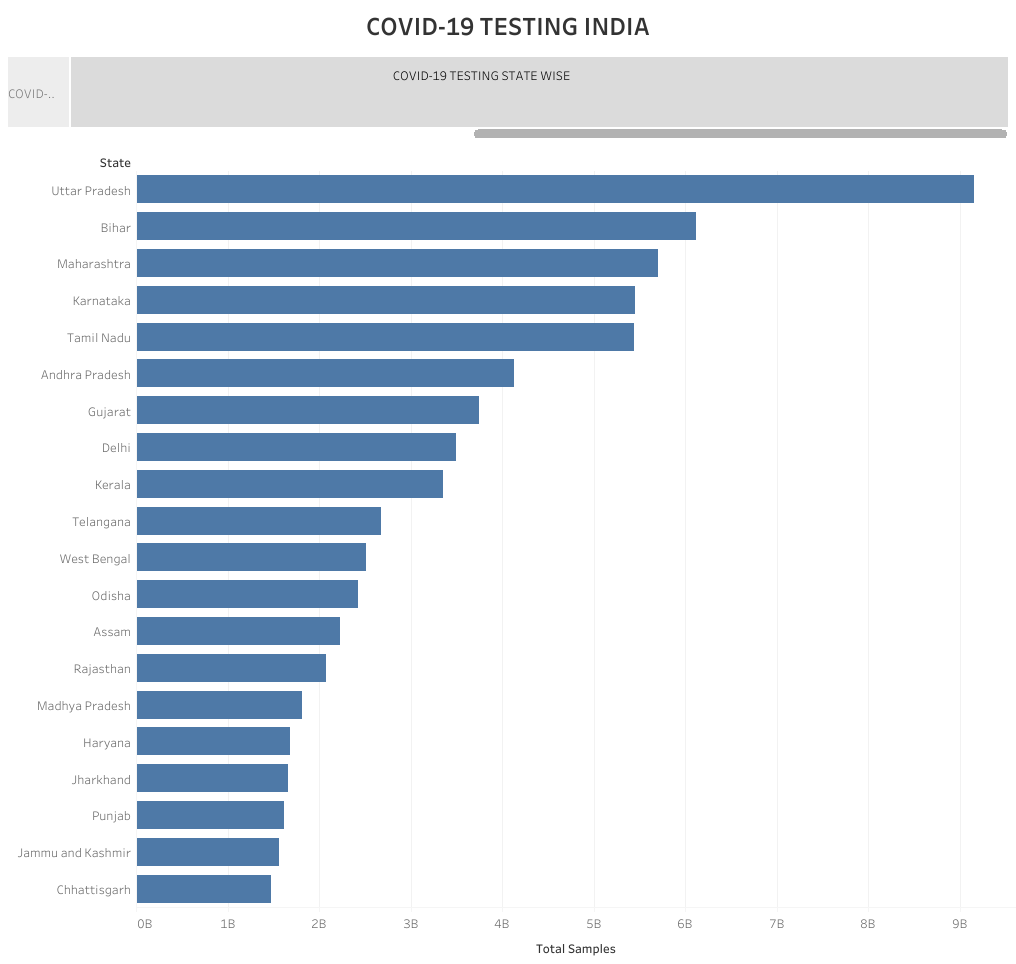 COVID-19 TESTING INDIA
COVID-..
COVID-19 TESTING STATE WISE
State
Uttar Pradesh
Bihar
Maharashtra
Karnataka
Tamil Nadu
Andhra Pradesh
Gujarat
Delhi
Kerala
Telangana
West Bengal
Odisha
Assam
Rajasthan
Madhya Pradesh
Haryana
Jharkhand
Punjab
Jammu and Kashmir
Chhattisgarh
0B 1B 2B 3B 4B 5B 6B 7B 8B 9B
Total Samples